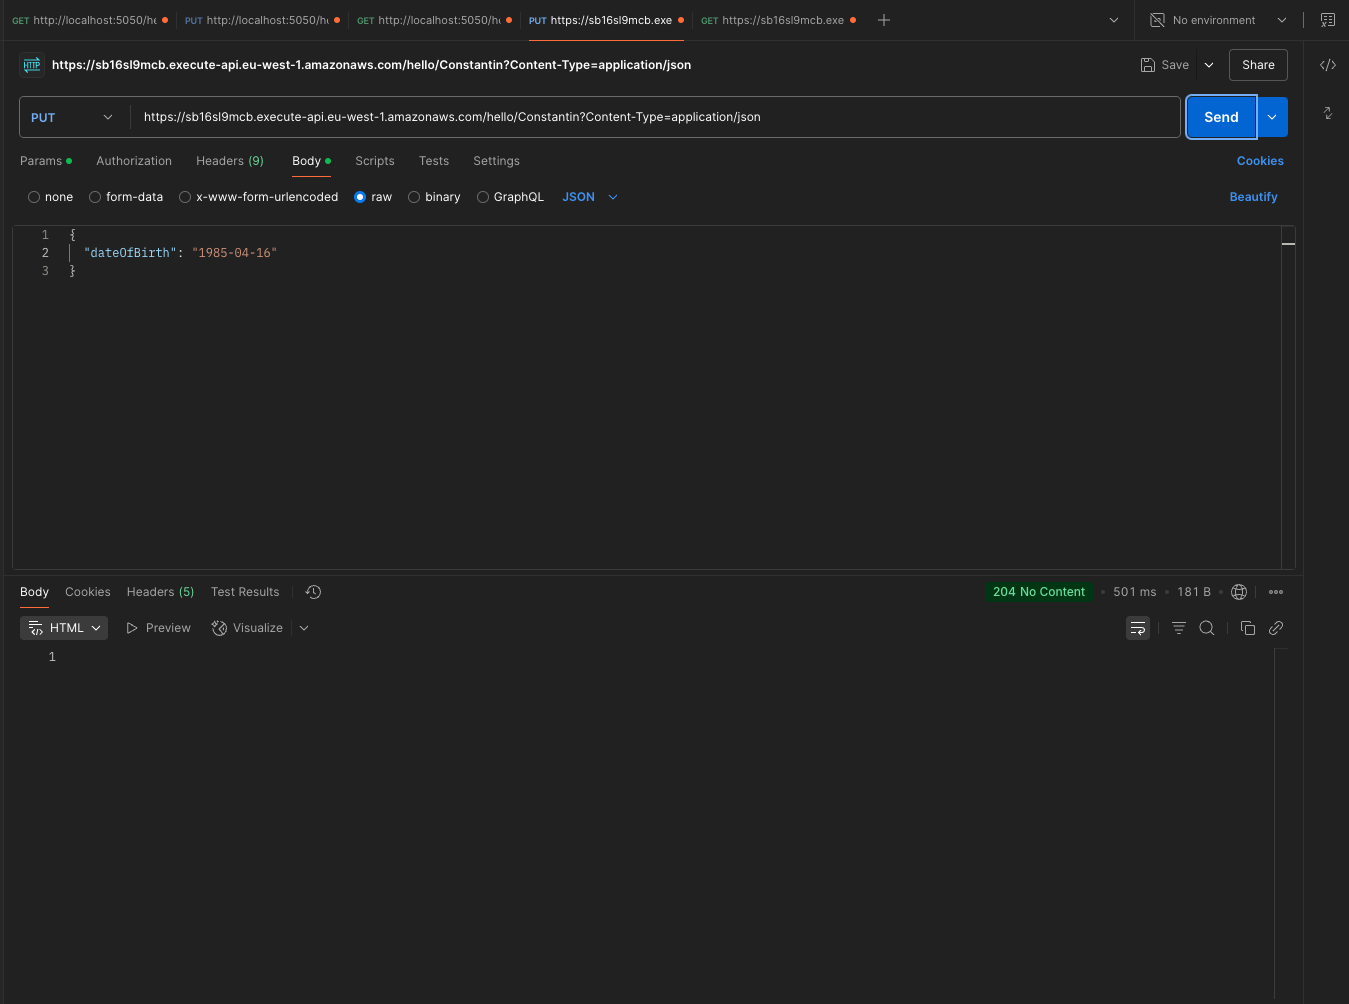 GET http://localhost:5050/he PUT http://localhost:5050/he GET http://localhost:5050/he PUT https://sb16sl9mcb.exe GET https://sb16sl9mcb.exe No environment
HTTP https://sb16sl9mcb.execute-api.eu-west-1.amazonaws.com/hello/Constantin?Content-Type=application/json Save Share
PUT https://sb16sl9mcb.execute-api.eu-west-1.amazonaws.com/hello/Constantin?Content-Type=application/json Send
Params Authorization Headers (9) Body Scripts Tests Settings Cookies
none form-data x-www-form-urlencoded raw binary GraphQL JSON Beautify
1 {
2 "dateOfBirth": "1985-04-16"
3 }
Body Cookies Headers (5) Test Results 204 No Content 501 ms 181 B
HTML Preview Visualize
1